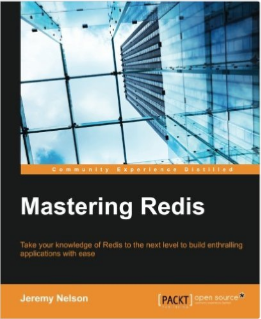 Community Experience Distilled
Mastering Redis
Take your knowledge of Redis to the next level to build enthralling
applications with ease
Jeremy Nelson
PACKT open source
PUBLISHING